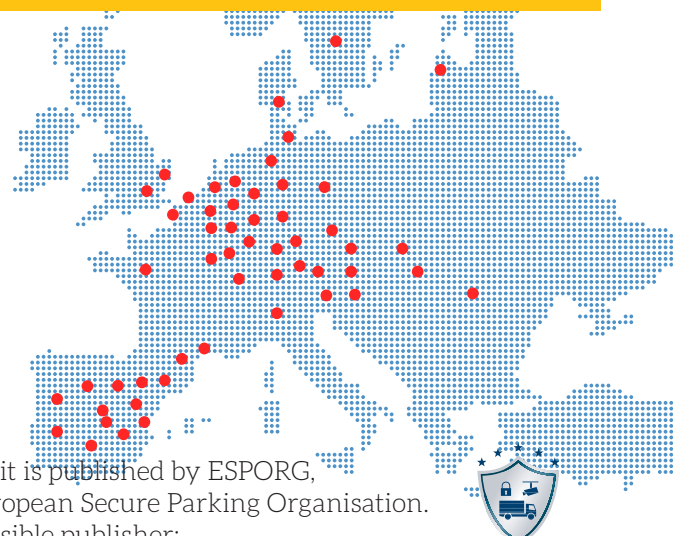 it is published by ESPORG,
ropean Secure Parking Organisation.
sible publisher: